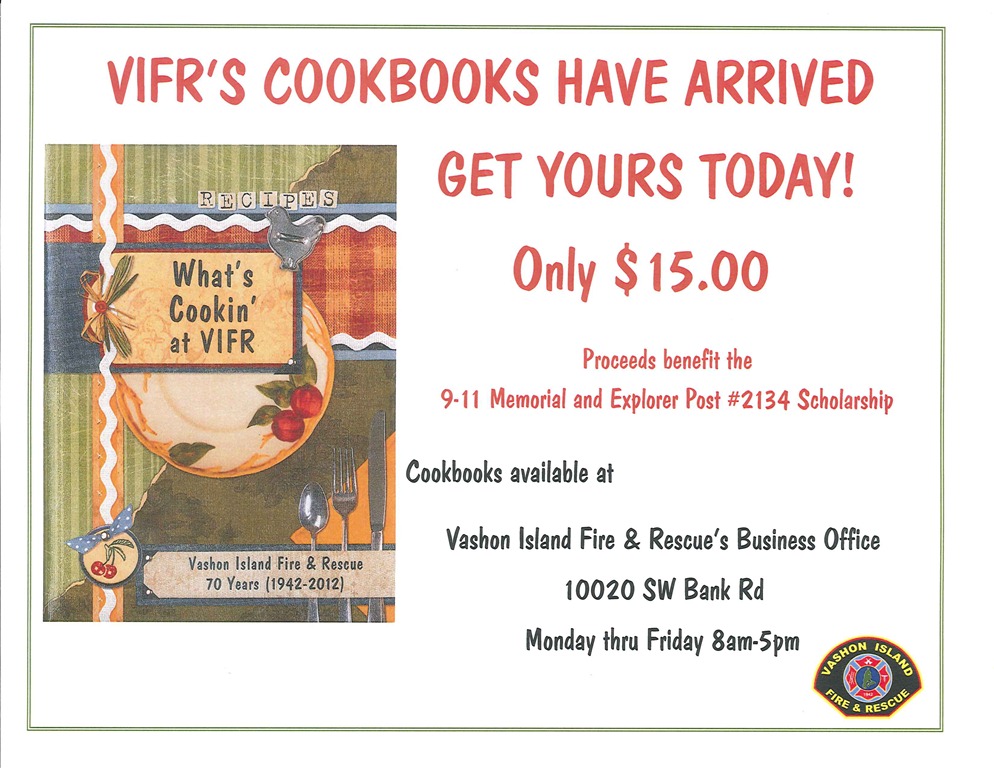 VIFR'S COOKBOOKS HAVE ARRIVED
GET YOURS TODAY!
Only $15.00
RECIPES
What's
Cookin'
at VIFR
Vashon Island Fire & Rescue
70 Years (1942-2012)
Proceeds benefit the
9-11 Memorial and Explorer Post #2134 Scholarship
Cookbooks available at
Vashon Island Fire & Rescue's Business Office
10020 SW Bank Rd
Monday thru Friday 8am-5pm
VASHON ISLAND
1942
FIRE & RESCUE